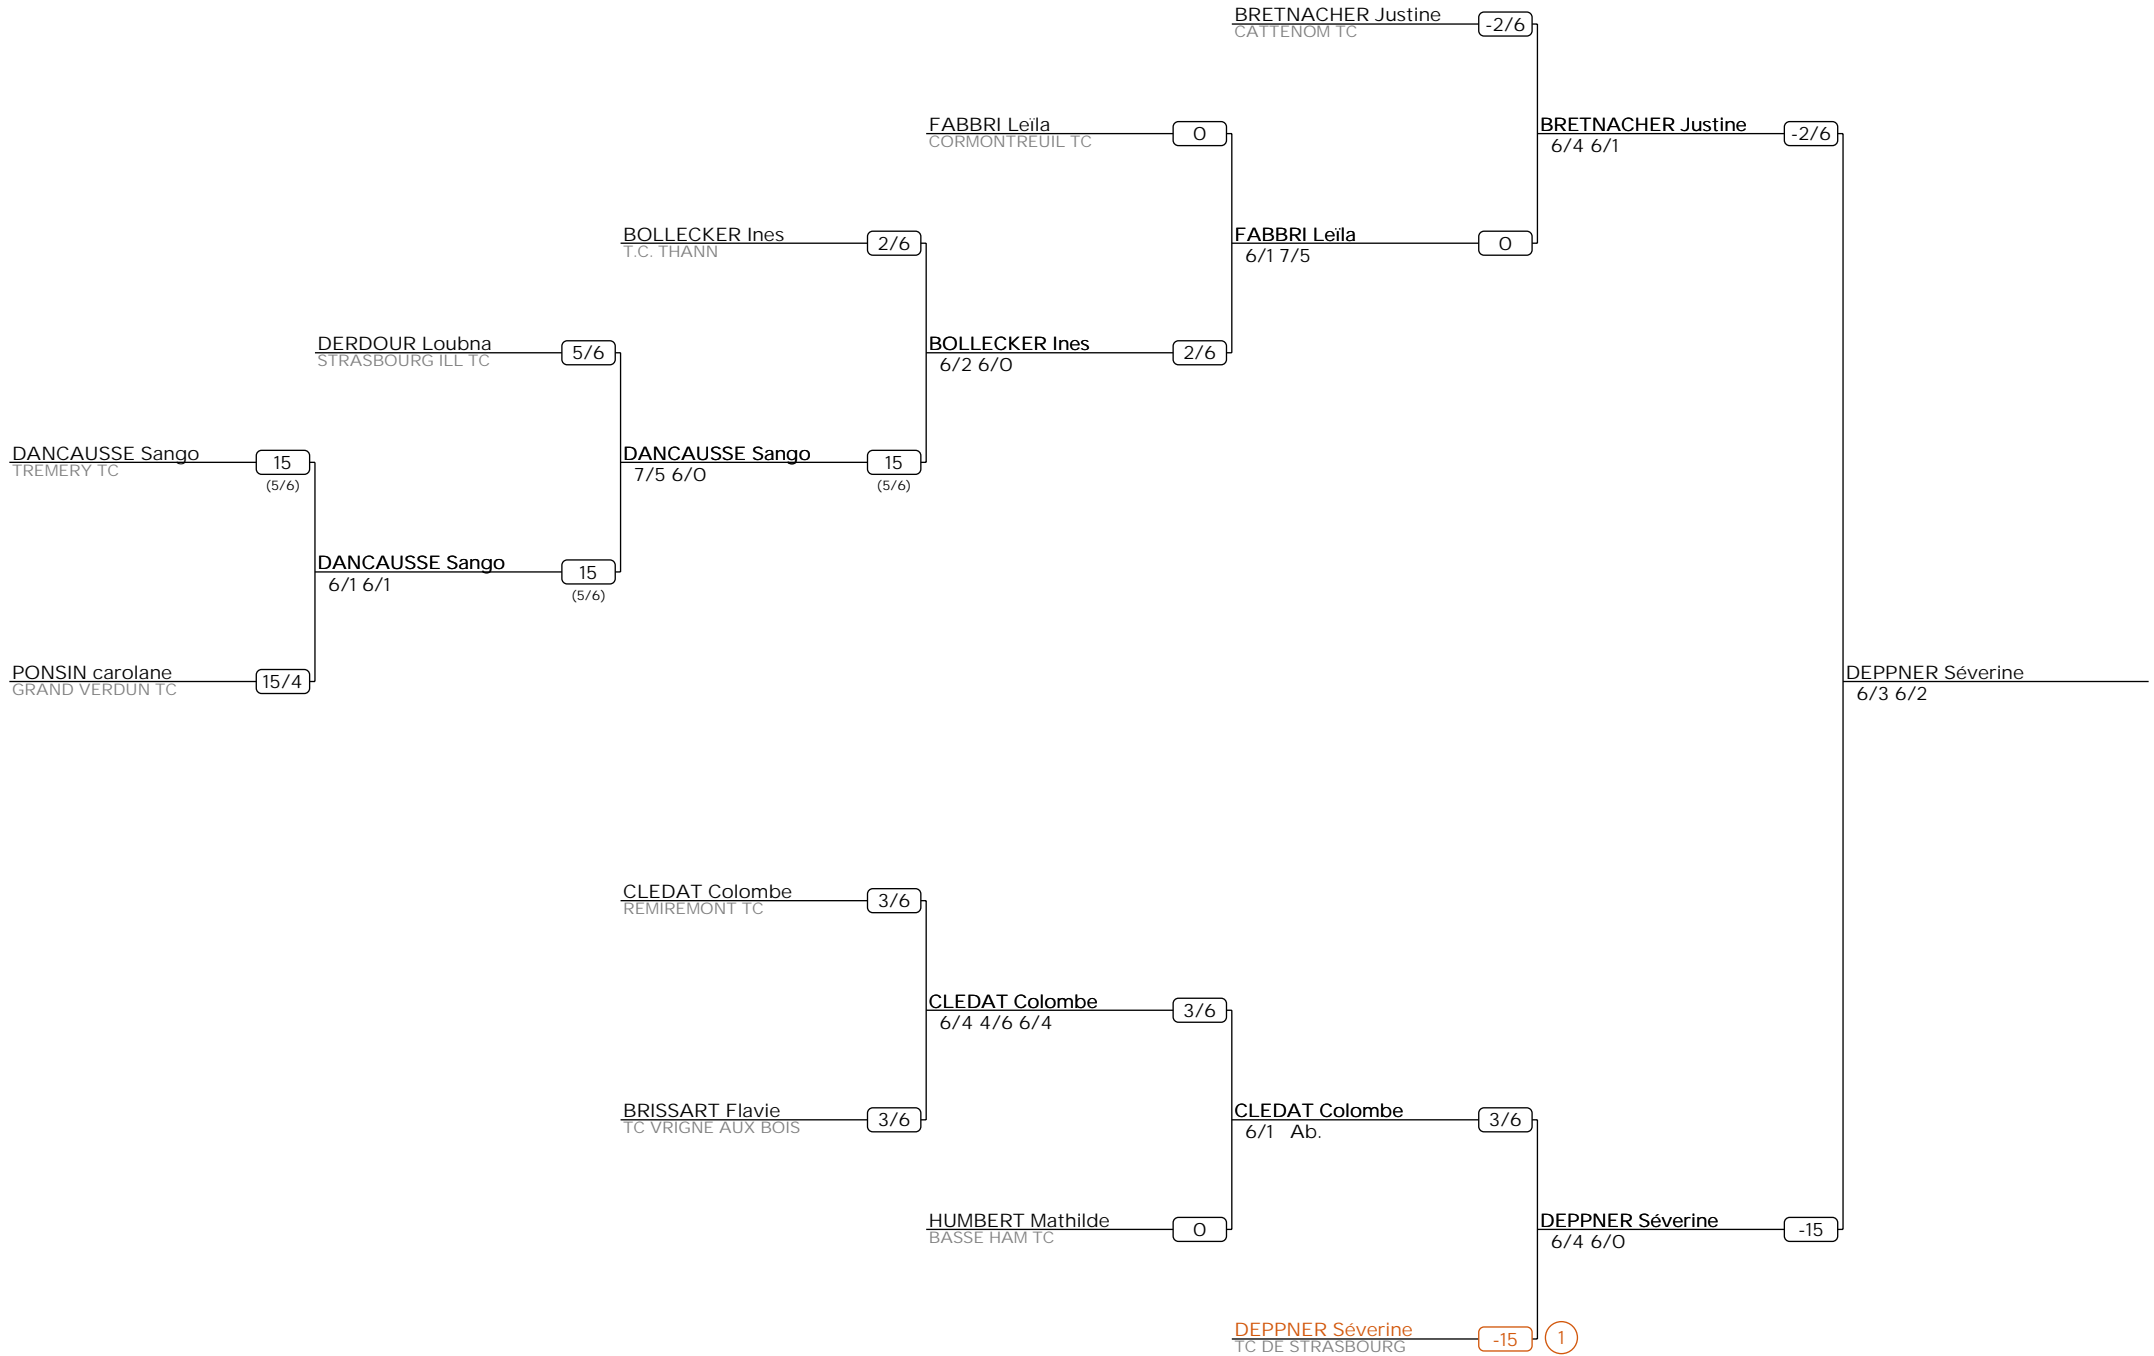 BRETNACHER Justine
-2/6
CATTENOM TC
FABBRI Leïla
0
CORMONTREUIL TC
BRETNACHER Justine
-2/6
6/4 6/1
BOLLECKER Ines
2/6
T.C. THANN
FABBRI Leïla
0
6/1 7/5
DERDOUR Loubna
5/6
STRASBOURG ILL TC
BOLLECKER Ines
2/6
6/2 6/0
DANCAUSSE Sango
15
TREMERY TC
(5/6)
DANCAUSSE Sango
15
7/5 6/0
(5/6)
DANCAUSSE Sango
15
6/1 6/1
(5/6)
PONSIN carolane
15/4
GRAND VERDUN TC
DEPPNER Séverine
6/3 6/2
CLEDAT Colombe
3/6
REMIREMONT TC
CLEDAT Colombe
3/6
6/4 4/6 6/4
BRISSART Flavie
3/6
TC VRIGNE AUX BOIS
CLEDAT Colombe
3/6
6/1 Ab.
HUMBERT Mathilde
0
BASSE HAM TC
DEPPNER Séverine
-15
6/4 6/0
DEPPNER Séverine
-15
1
TC DE STRASBOURG